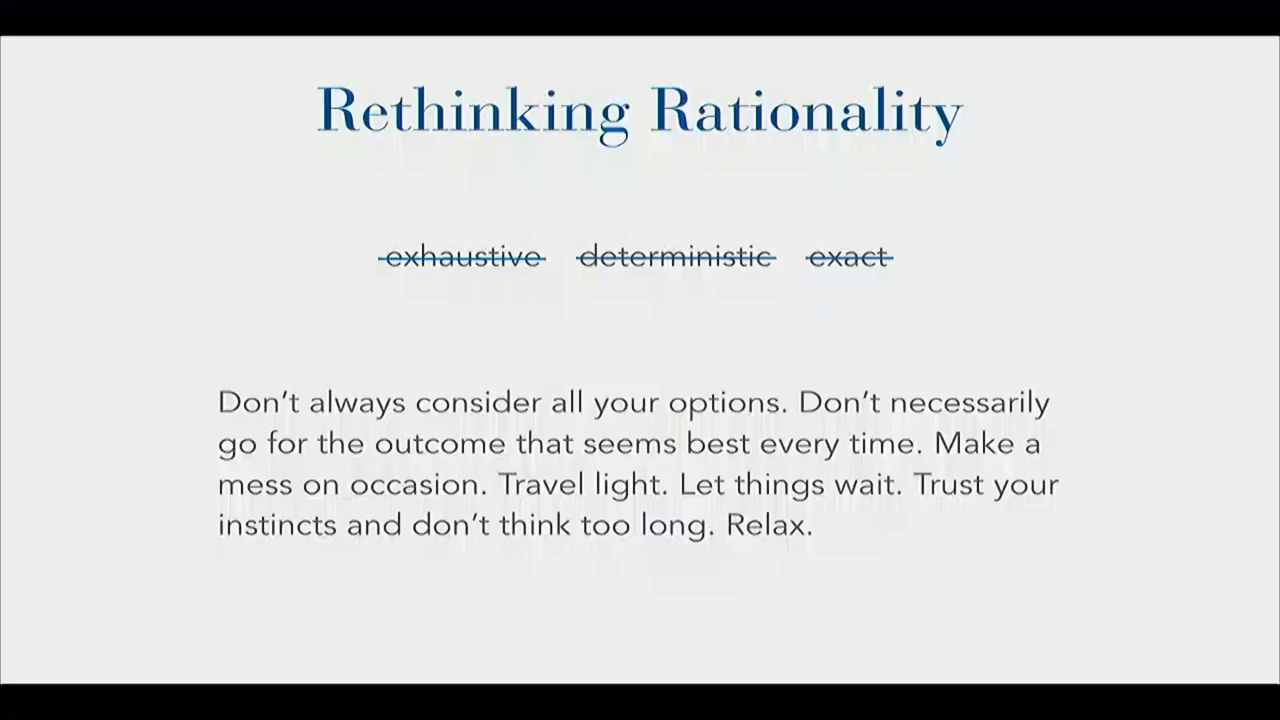 Rethinking Rationality
exhaustive deterministic exact
Don't always consider all your options. Don't necessarily
go for the outcome that seems best every time. Make a
mess on occasion. Travel light. Let things wait. Trust your
instincts and don't think too long. Relax.